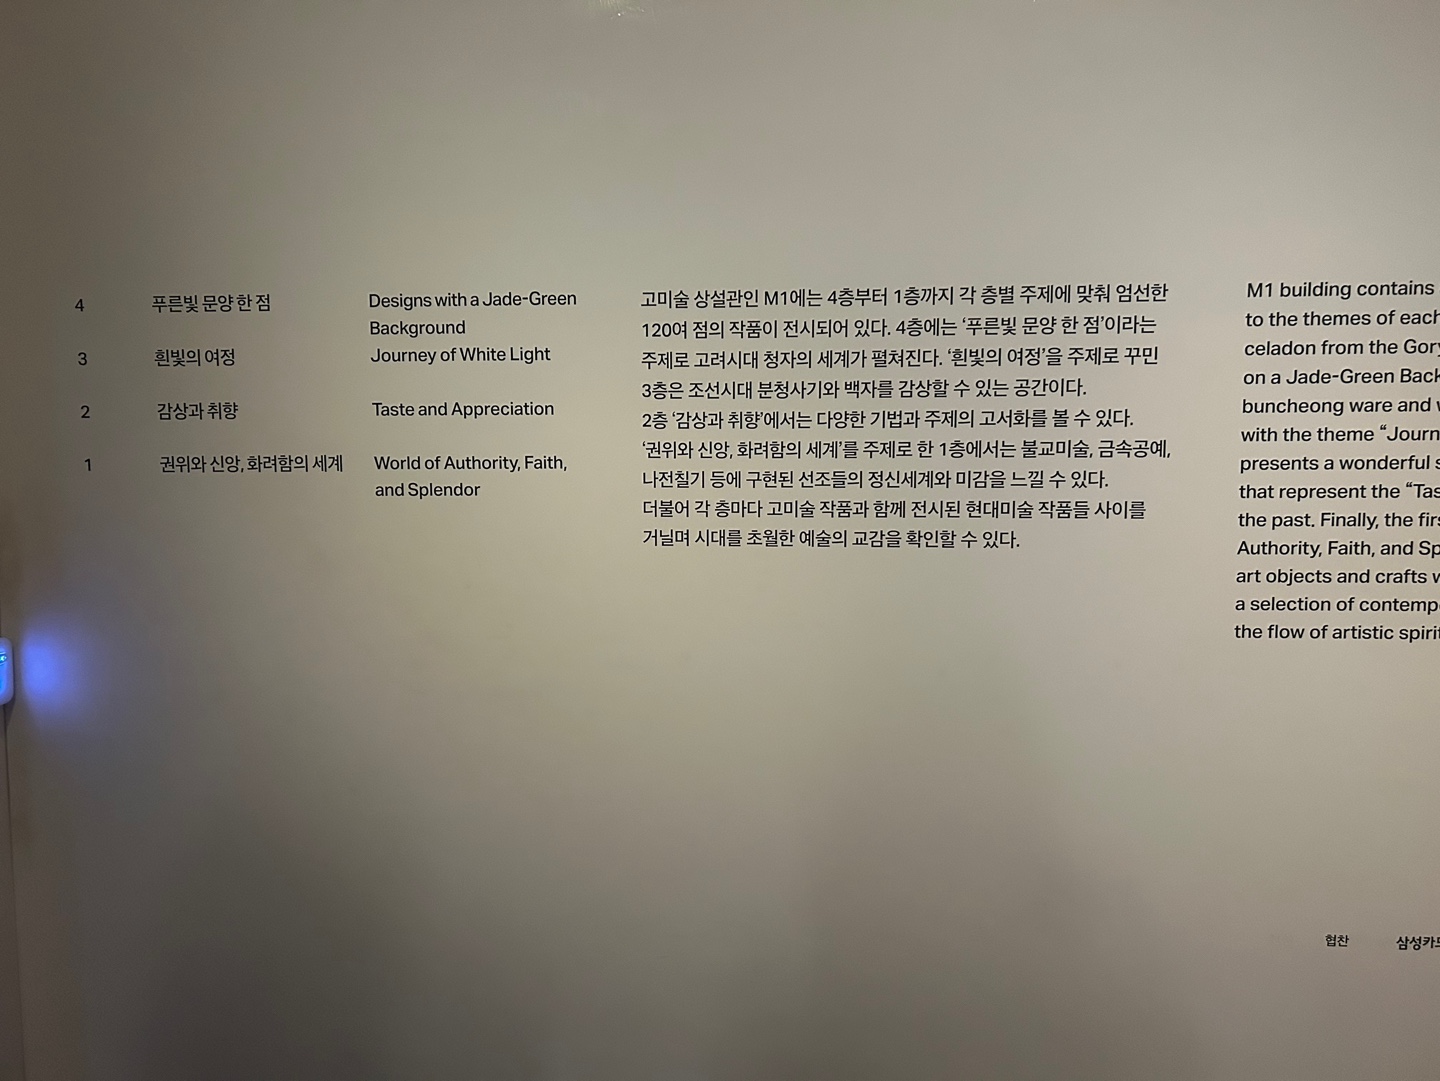 4
푸른빛 문양 한 점
Designs with a Jade-Green
Background
3
흰빛의 여정
Journey of White Light
2
감상과 취향
Taste and Appreciation
1
권위와 신앙, 화려함의 세계
World of Authority, Faith,
and Splendor
고미술 상설관인 M1에는 4층부터 1층까지 각 층별 주제에 맞춰 엄선한
120여 점의 작품이 전시되어 있다. 4층에는 ‘푸른빛 문양 한 점’이라는
주제로 고려시대 청자의 세계가 펼쳐진다. ‘흰빛의 여정’을 주제로 꾸민
3층은 조선시대 분청사기와 백자를 감상할 수 있는 공간이다.
2층 ‘감상과 취향’에서는 다양한 기법과 주제의 고서화를 볼 수 있다.
‘권위와 신앙, 화려함의 세계’를 주제로 한 1층에서는 불교미술, 금속공예,
나전칠기 등에 구현된 선조들의 정신세계와 미감을 느낄 수 있다.
더불어 각 층마다 고미술 작품과 함께 전시된 현대미술 작품들 사이를
거닐며 시대를 초월한 예술의 교감을 확인할 수 있다.
M1 building contains
to the themes of each
celadon from the
on a Jade-Green
buncheong ware and
with the theme
presents a wonderful
that represent the
the past. Finally, the
Authority, Faith, and
art objects and crafts
a selection of
the flow of artistic
협찬